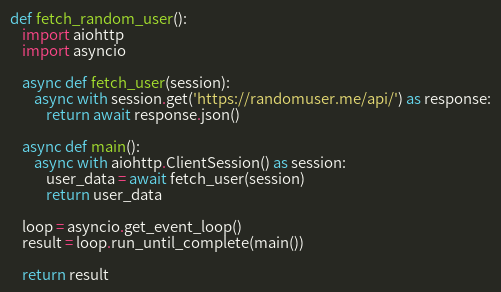 def fetch_random_user():
    import aiohttp
    import asyncio

    async def fetch_user(session):
        async with session.get('https://randomuser.me/api/') as response:
            return await response.json()

    async def main():
        async with aiohttp.ClientSession() as session:
            user_data = await fetch_user(session)
            return user_data

    loop = asyncio.get_event_loop()
    result = loop.run_until_complete(main())

    return result